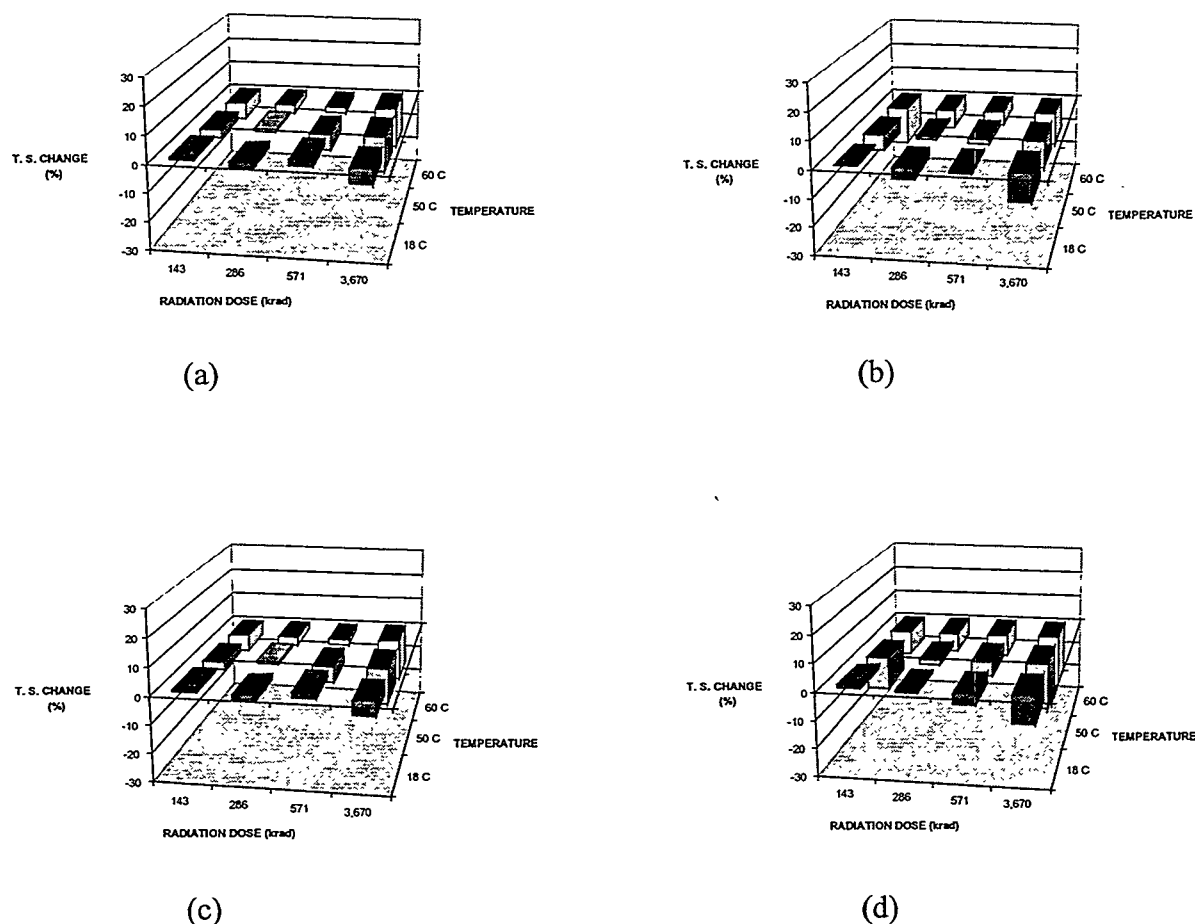 30
20
10
0
-10
-20
-30
T. S. CHANGE
(%)
143
286
571
3,670
RADIATION DOSE (krad)
60 C
50 C
18 C
TEMPERATURE
(a)
30
20
10
0
-10
-20
-30
T. S. CHANGE
(%)
143
286
571
3,670
RADIATION DOSE (krad)
60 C
50 C
18 C
TEMPERATURE
(b)
30
20
10
0
-10
-20
-30
T. S. CHANGE
(%)
143
286
571
3,670
RADIATION DOSE (krad)
60 C
50 C
18 C
TEMPERATURE
(c)
30
20
10
0
-10
-20
-30
T. S. CHANGE
(%)
143
286
571
3,670
RADIATION DOSE (krad)
60 C
50 C
18 C
TEMPERATURE
(d)